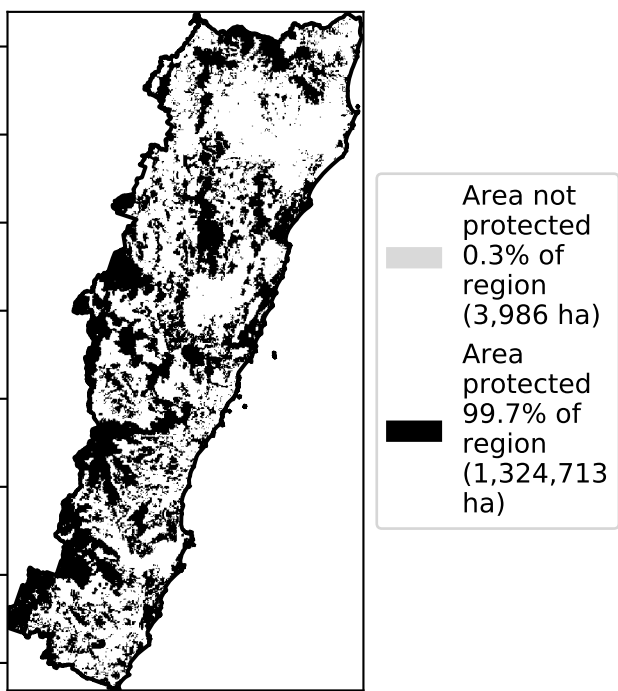 Area not
protected
0.3% of
region
(3,986 ha)
Area
protected
99.7% of
region
(1,324,713
ha)